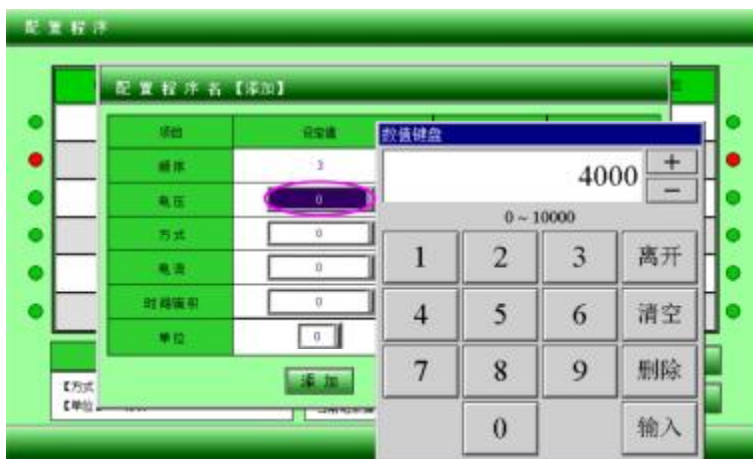 配置程序
配置程序名【添加】
项目 设定值
顺序 3
电压 0
方式 0
电流 0
时间面积 0
单位 0
添加
【方式
【单位
数值键盘
4000
+
-
0 ~ 10000
1 2 3 离开
4 5 6 清空
7 8 9 删除
0 输入